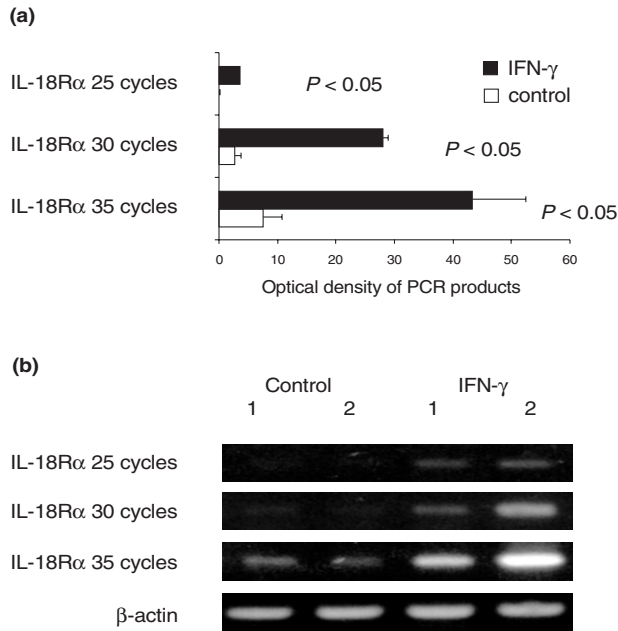 (a)
IL-18Rα 25 cycles
IL-18Rα 30 cycles
IL-18Rα 35 cycles
IFN-γ
control
P < 0.05
P < 0.05
P < 0.05
0 10 20 30 40 50 60
Optical density of PCR products
(b)
Control IFN-γ
1 2 1 2
IL-18Rα 25 cycles
IL-18Rα 30 cycles
IL-18Rα 35 cycles
β-actin